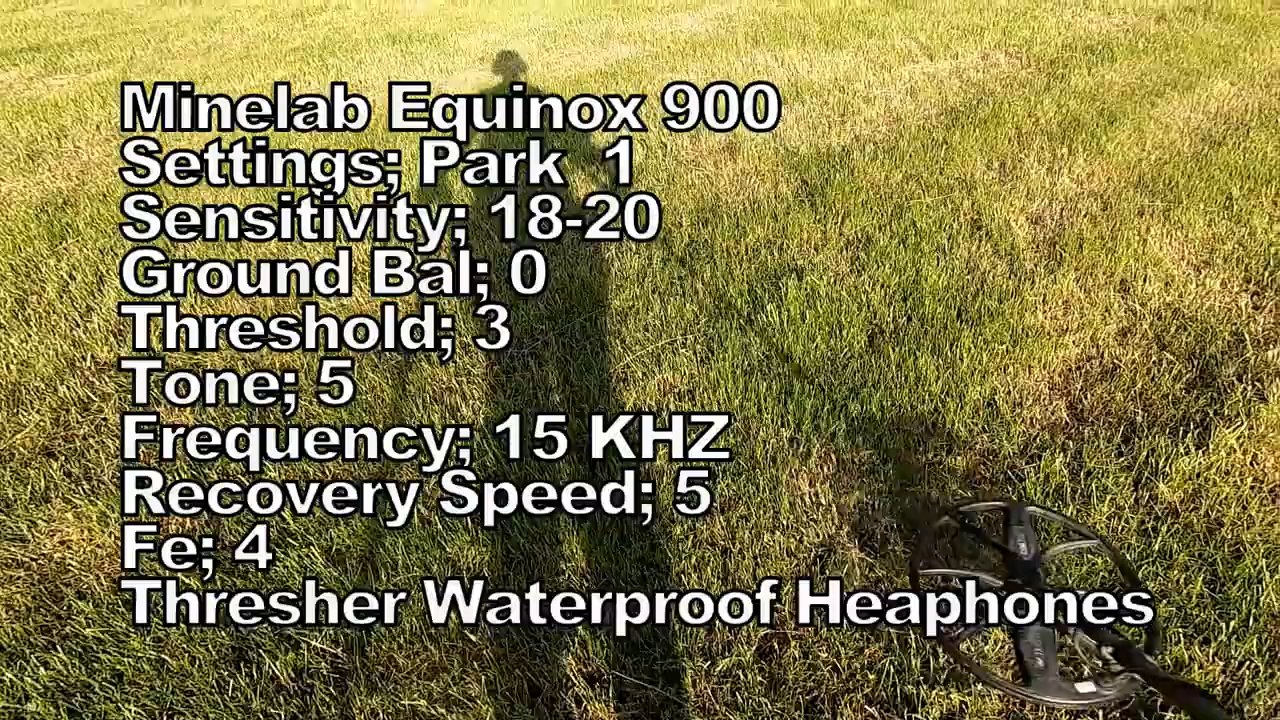 Minelab Equinox 900
Settings; Park 1
Sensitivity; 18-20
Ground Bal; 0
Threshold; 3
Tone; 5
Frequency; 15 KHZ
Recovery Speed; 5
Fe; 4
Thresher Waterproof Heaphones